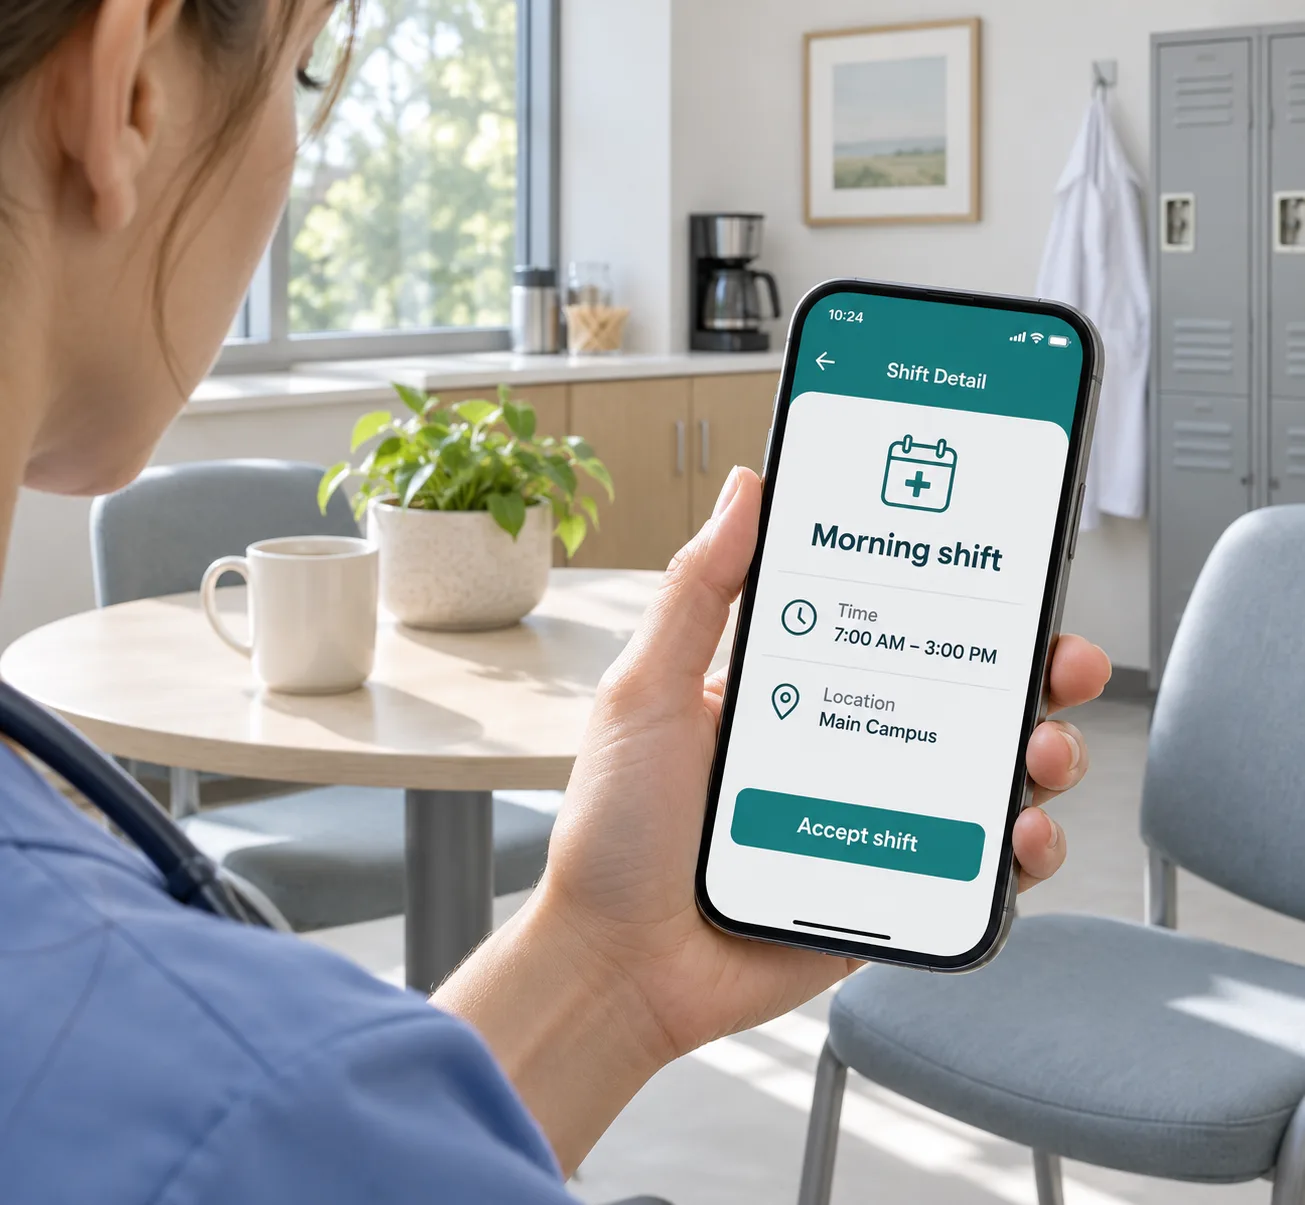 10:24
Shift Detail
Morning shift
Time
7:00 AM – 3:00 PM
Location
Main Campus
Accept shift